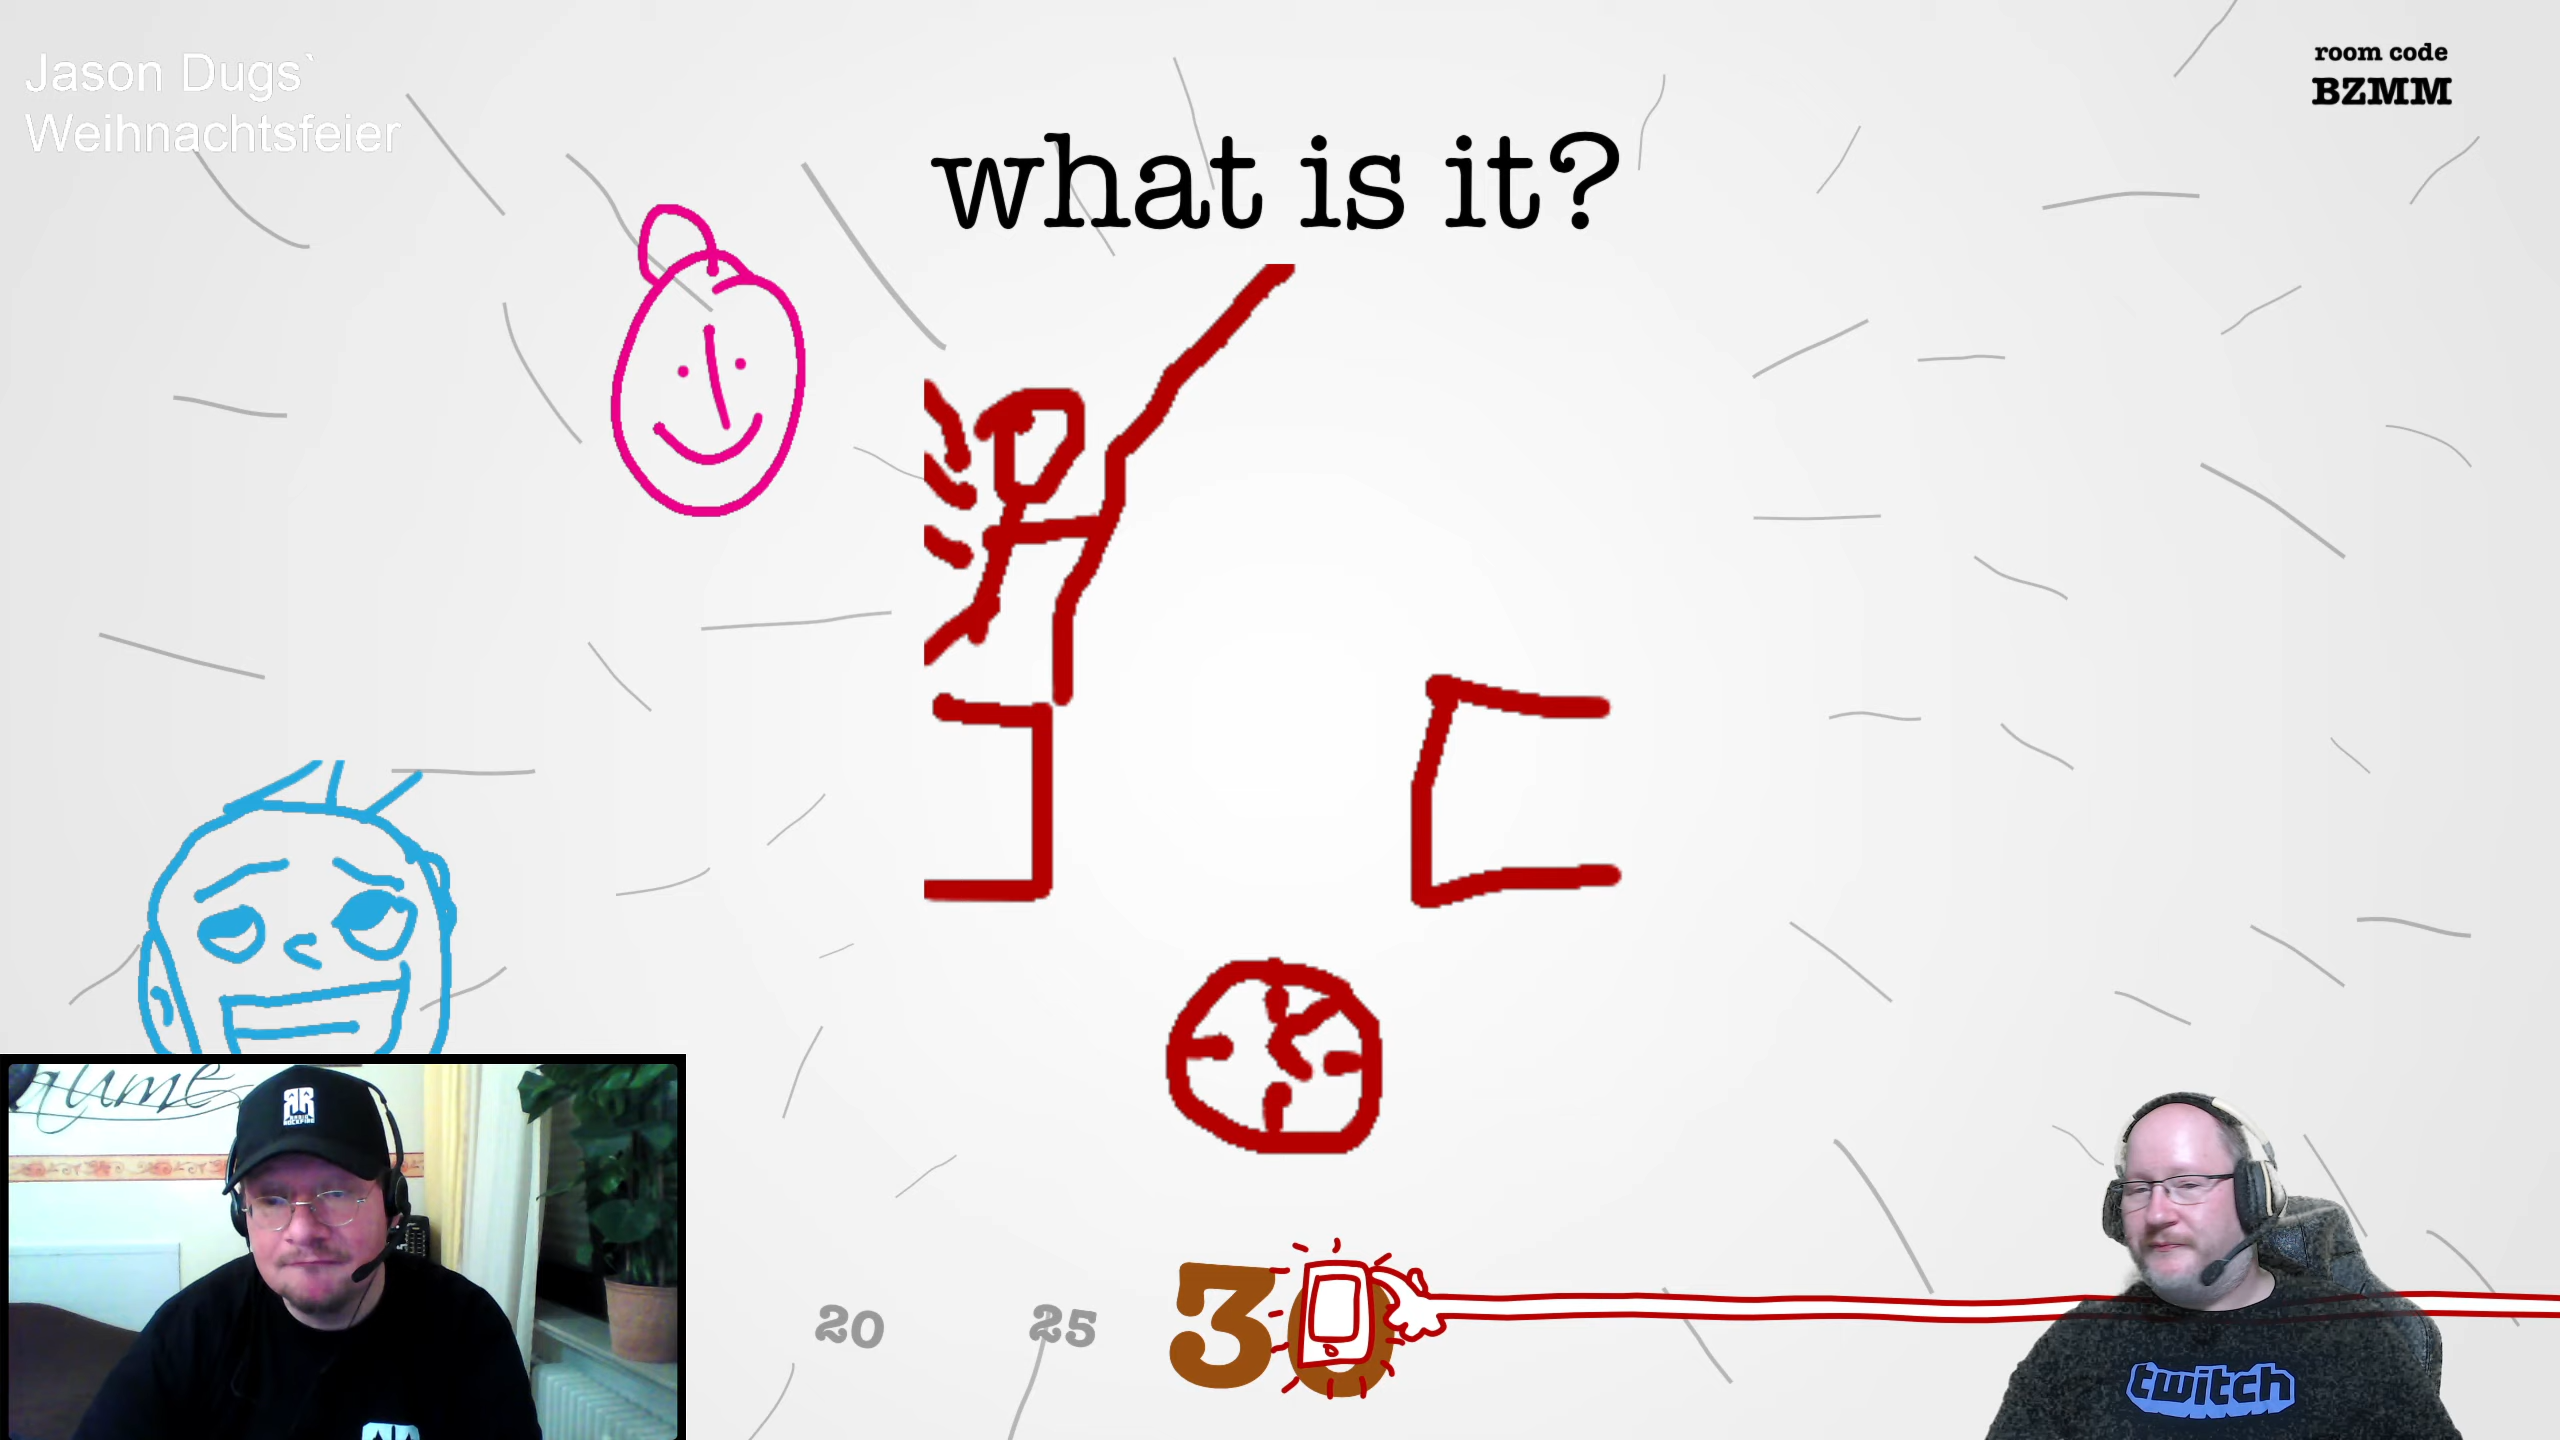 Jason Dugs`
Weihnachtsfeier
room code
BZMM
what is it?
20
25
30
twitch